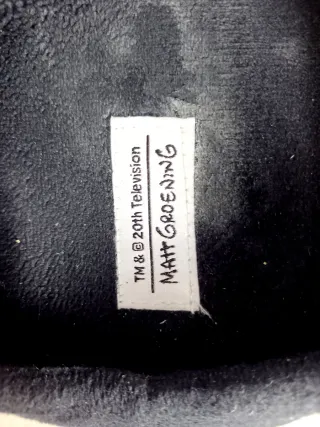 TM & © 20th Television
MATT GROENING